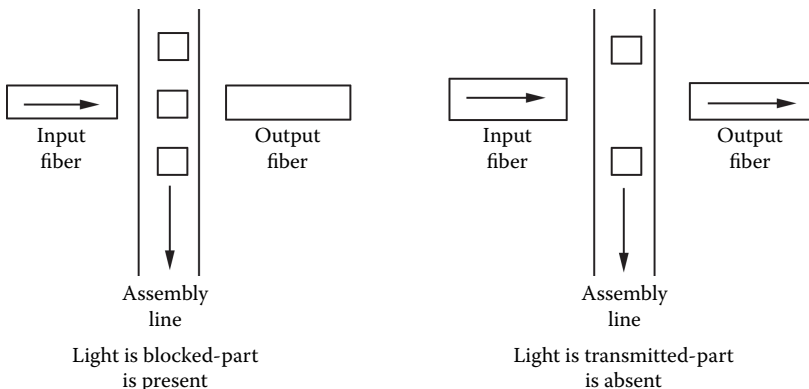 Input
fiber
Output
fiber
Assembly
line
Light is blocked-part
is present
Input
fiber
Output
fiber
Assembly
line
Light is transmitted-part
is absent